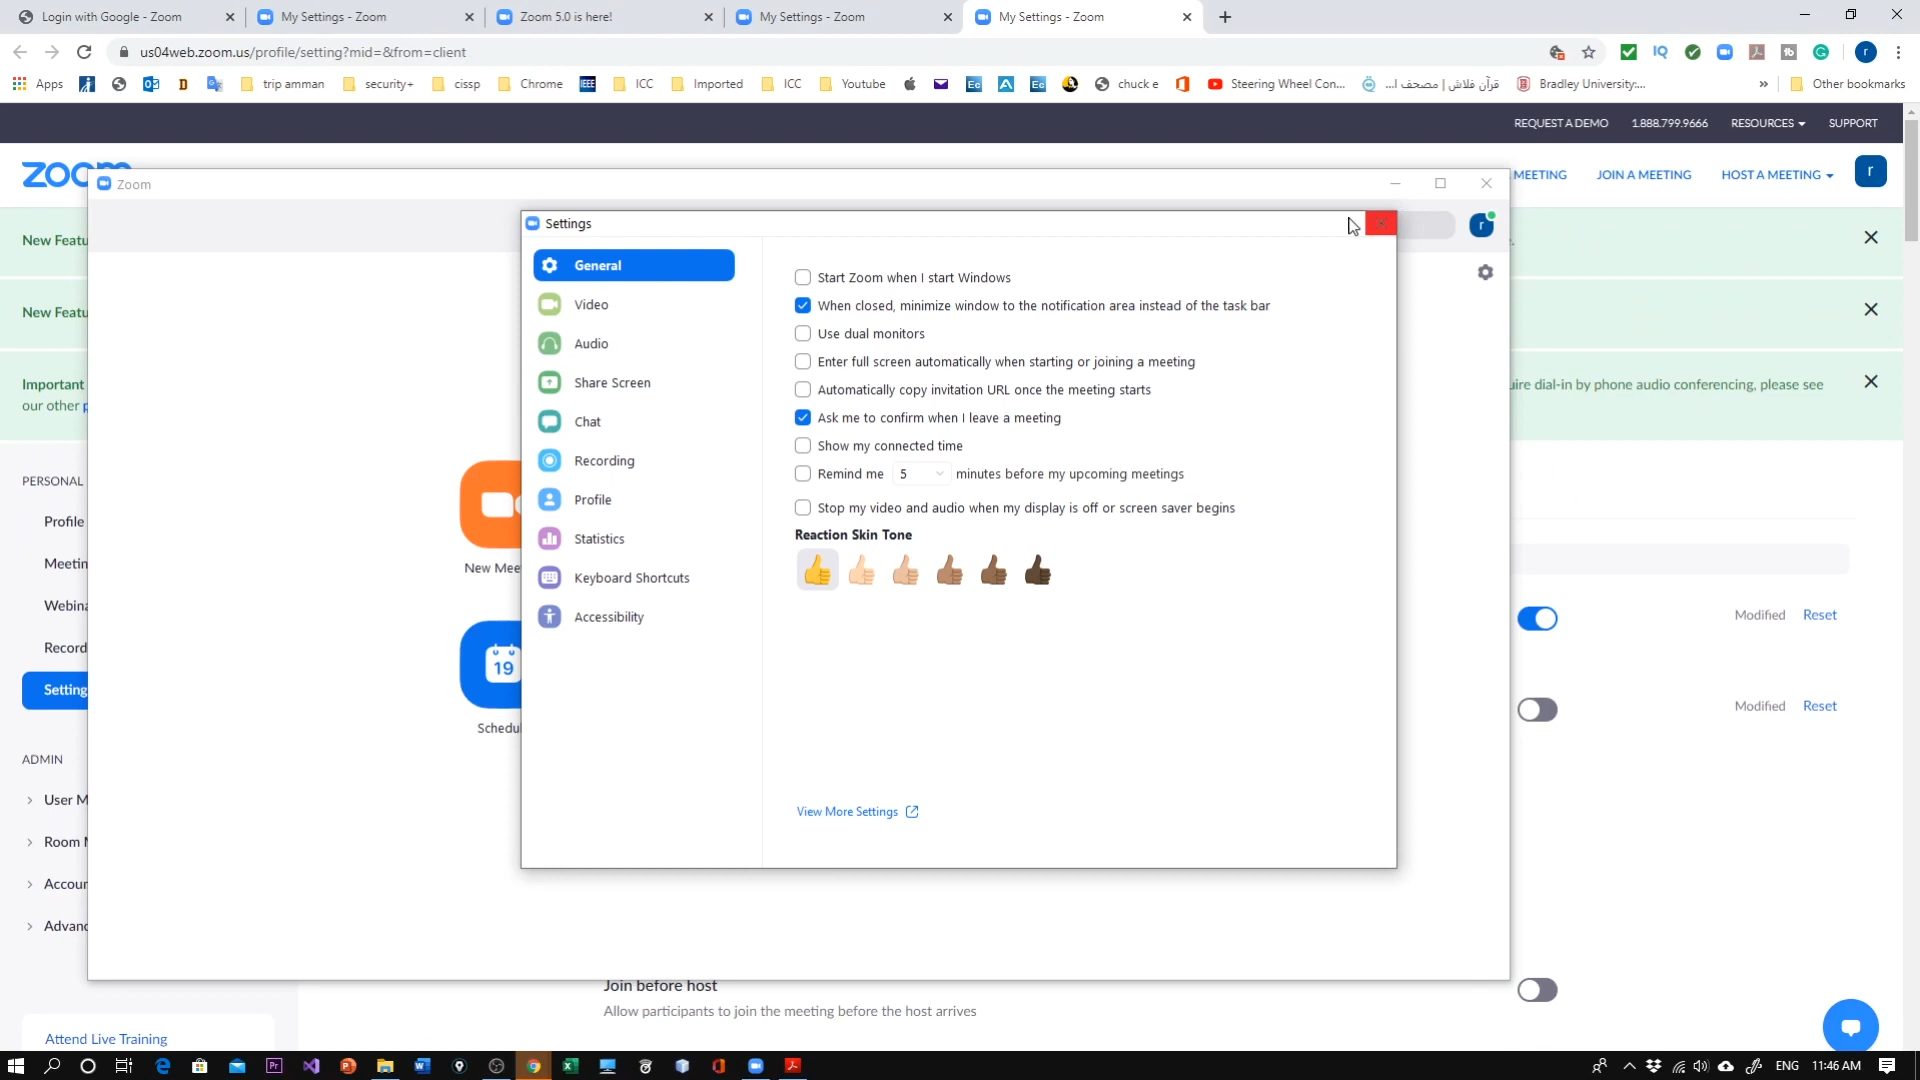 Login with Google - Zoom
My Settings - Zoom
Zoom 5.0 is here!
My Settings - Zoom
My Settings - Zoom
us04web.zoom.us/profile/setting?mid=&from=client
Apps
trip amman
security+
cissp
Chrome
IEEE
ICC
Imported
ICC
Youtube
chuck e
Steering Wheel Con...
قرآن فلاش | مصحف ا...
Bradley University:...
Other bookmarks
REQUEST A DEMO 1.888.799.9666 RESOURCES SUPPORT
MEETING JOIN A MEETING HOST A MEETING r
Zoom
Settings
r
New Featu
New Featu
Important
our other
ire dial-in by phone audio conferencing, please see
General
Video
Audio
Share Screen
Chat
Recording
Profile
Statistics
Keyboard Shortcuts
Accessibility
Start Zoom when I start Windows
When closed, minimize window to the notification area instead of the task bar
Use dual monitors
Enter full screen automatically when starting or joining a meeting
Automatically copy invitation URL once the meeting starts
Ask me to confirm when I leave a meeting
Show my connected time
Remind me 5 minutes before my upcoming meetings
Stop my video and audio when my display is off or screen saver begins
Reaction Skin Tone
View More Settings
PERSONAL
Profile
Meetin
Webina
Record
Setting
ADMIN
User M
Room M
Accour
Advanc
Attend Live Training
New Mee
19
Schedul
Modified Reset
Modified Reset
Join before host
Allow participants to join the meeting before the host arrives
ENG 11:46 AM